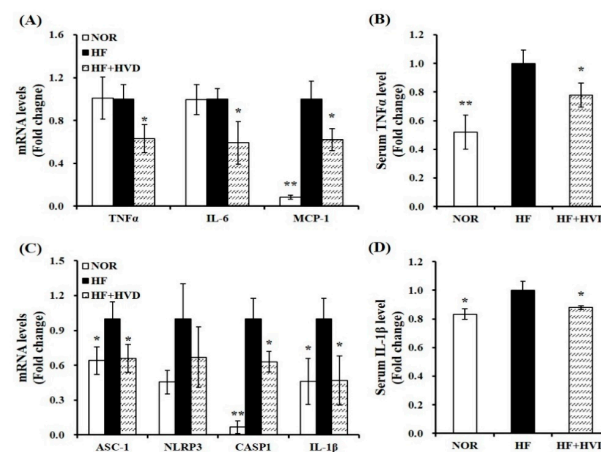 (A)
NOR
HF
HF+HVD
mRNA levels
(Fold chagne)
1.6
1.2
0.8
0.4
0.0
**
*
*
*
TNFα IL-6 MCP-1
(B)
Serum TNFα level
(Fold change)
1.2
1.0
0.8
0.6
0.4
0.2
0.0
**
*
NOR HF HF+HVD
(C)
NOR
HF
HF+HVD
mRNA levels
(Fold change)
1.5
1.2
0.9
0.6
0.3
0.0
*
*
**
*
*
*
ASC-1 NLRP3 CASP1 IL-1β
(D)
Serum IL-1β level
(Fold change)
1.2
1.0
0.8
0.6
0.4
0.2
0.0
*
*
NOR HF HF+HVD